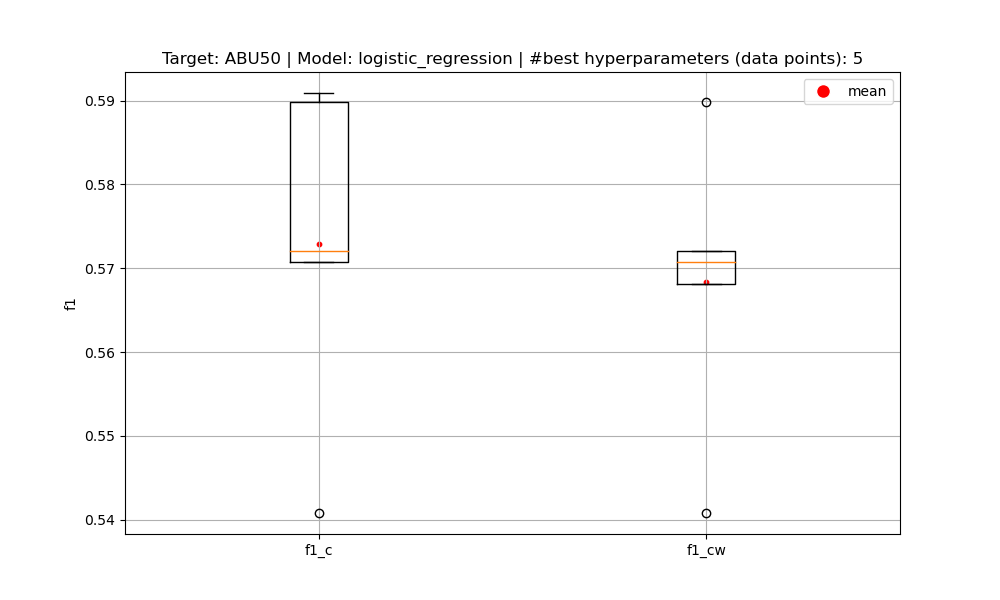 Target: ABU50 | Model: logistic_regression | #best hyperparameters (data points): 5
mean
0.59
0.58
0.57
0.56
0.55
0.54
f1
f1_c
f1_cw